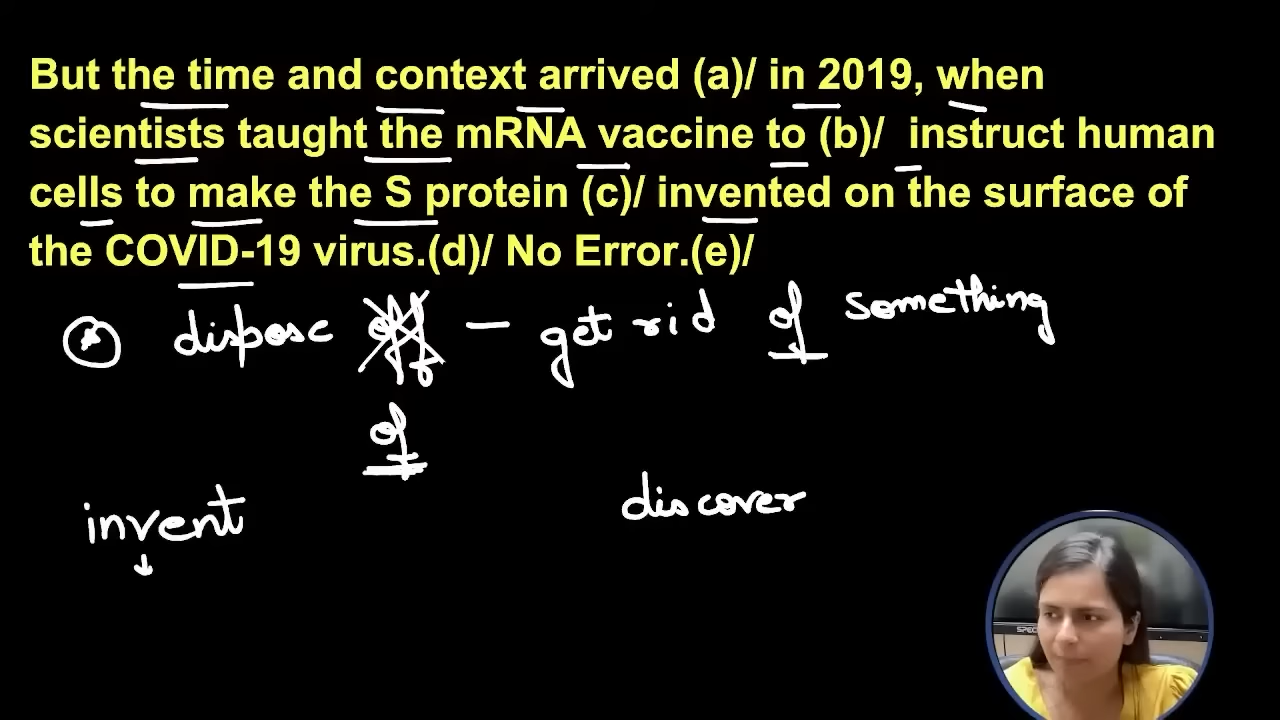 But the time and context arrived (a)/ in 2019, when
scientists taught the mRNA vaccine to (b)/ instruct human
cells to make the S protein (c)/ invented on the surface of
the COVID-19 virus.(d)/ No Error.(e)/
dispose off – get rid of something
of
invent discover